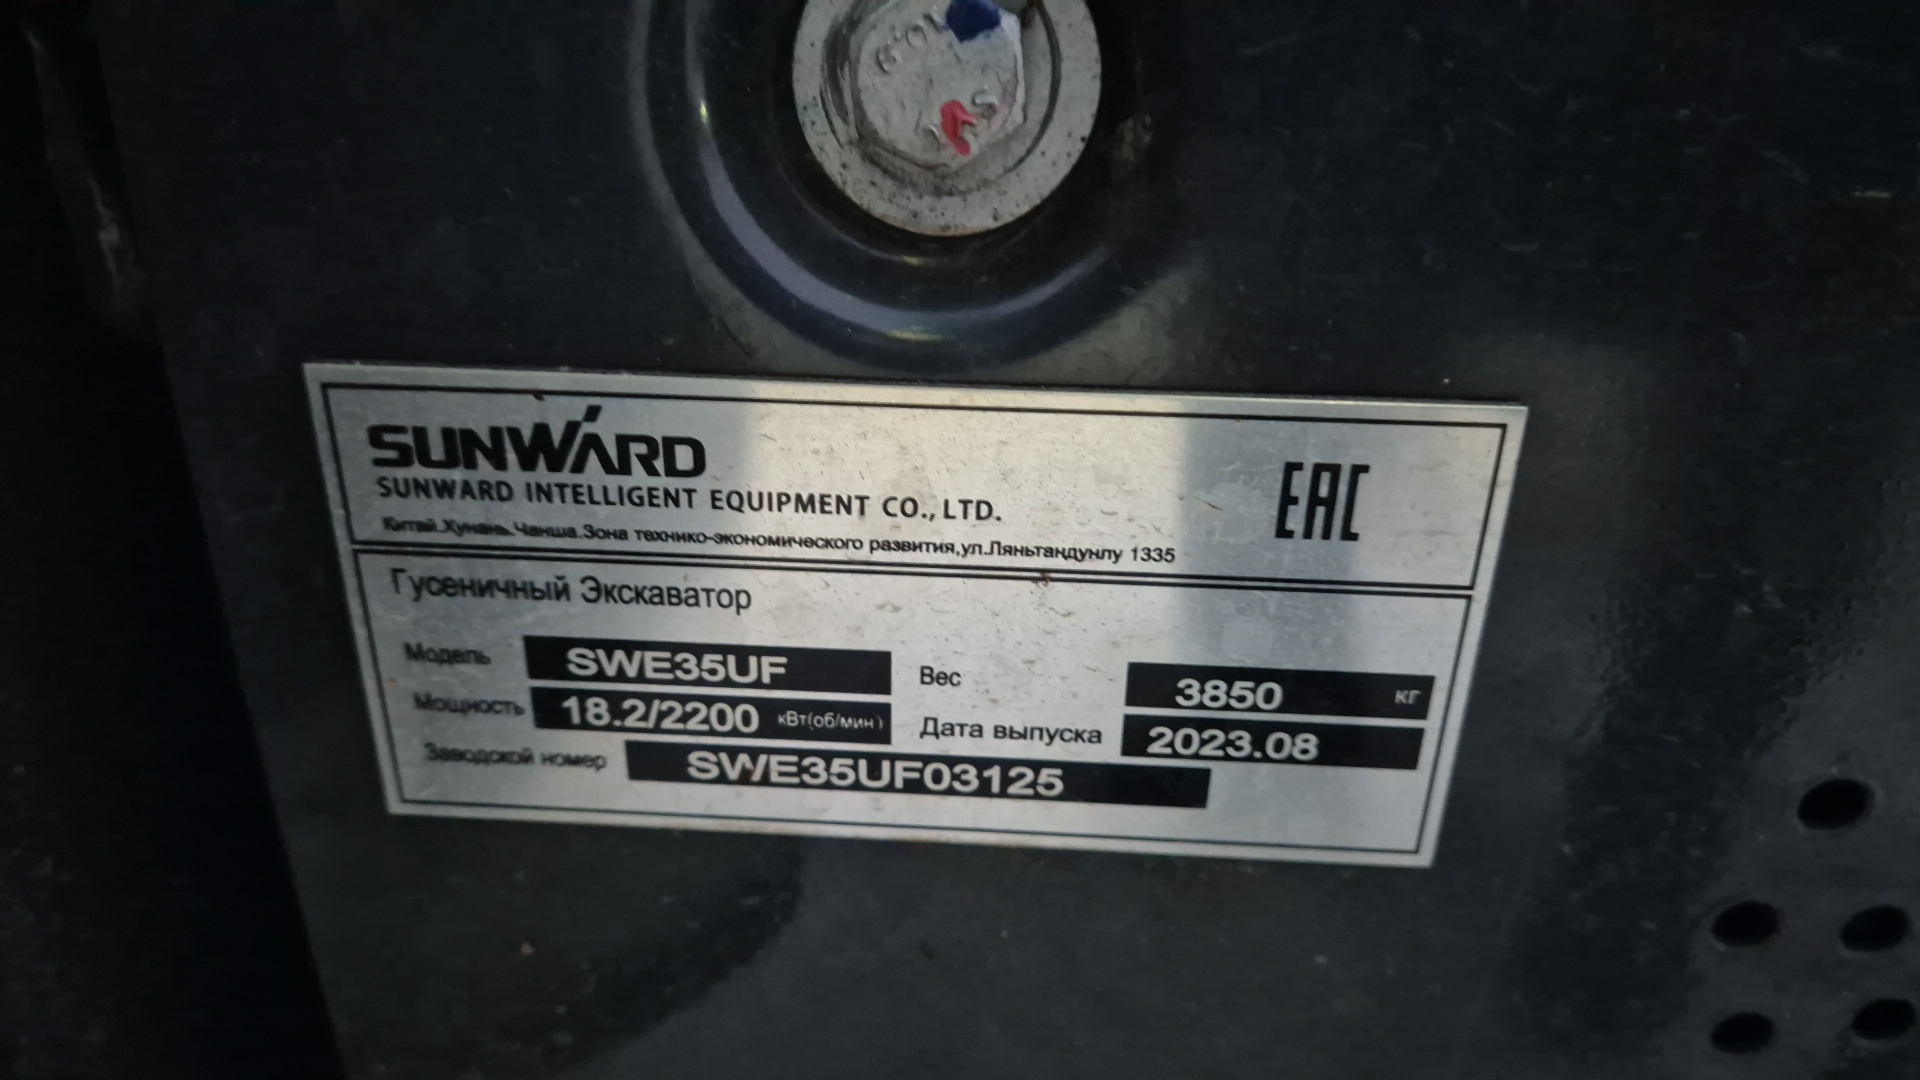 10.9
SUNWARD
SUNWARD INTELLIGENT EQUIPMENT CO., LTD.
EAC
Китай.Хунань.Чанша.Зона технико-экономического развития,ул.Ляньтандунлу 1335
Гусеничный Экскаватор
Модель SWE35UF Вес 3850 кг
Мощность 18.2/2200 кВт(об/мин) Дата выпуска 2023.08
Заводской номер SWE35UF03125